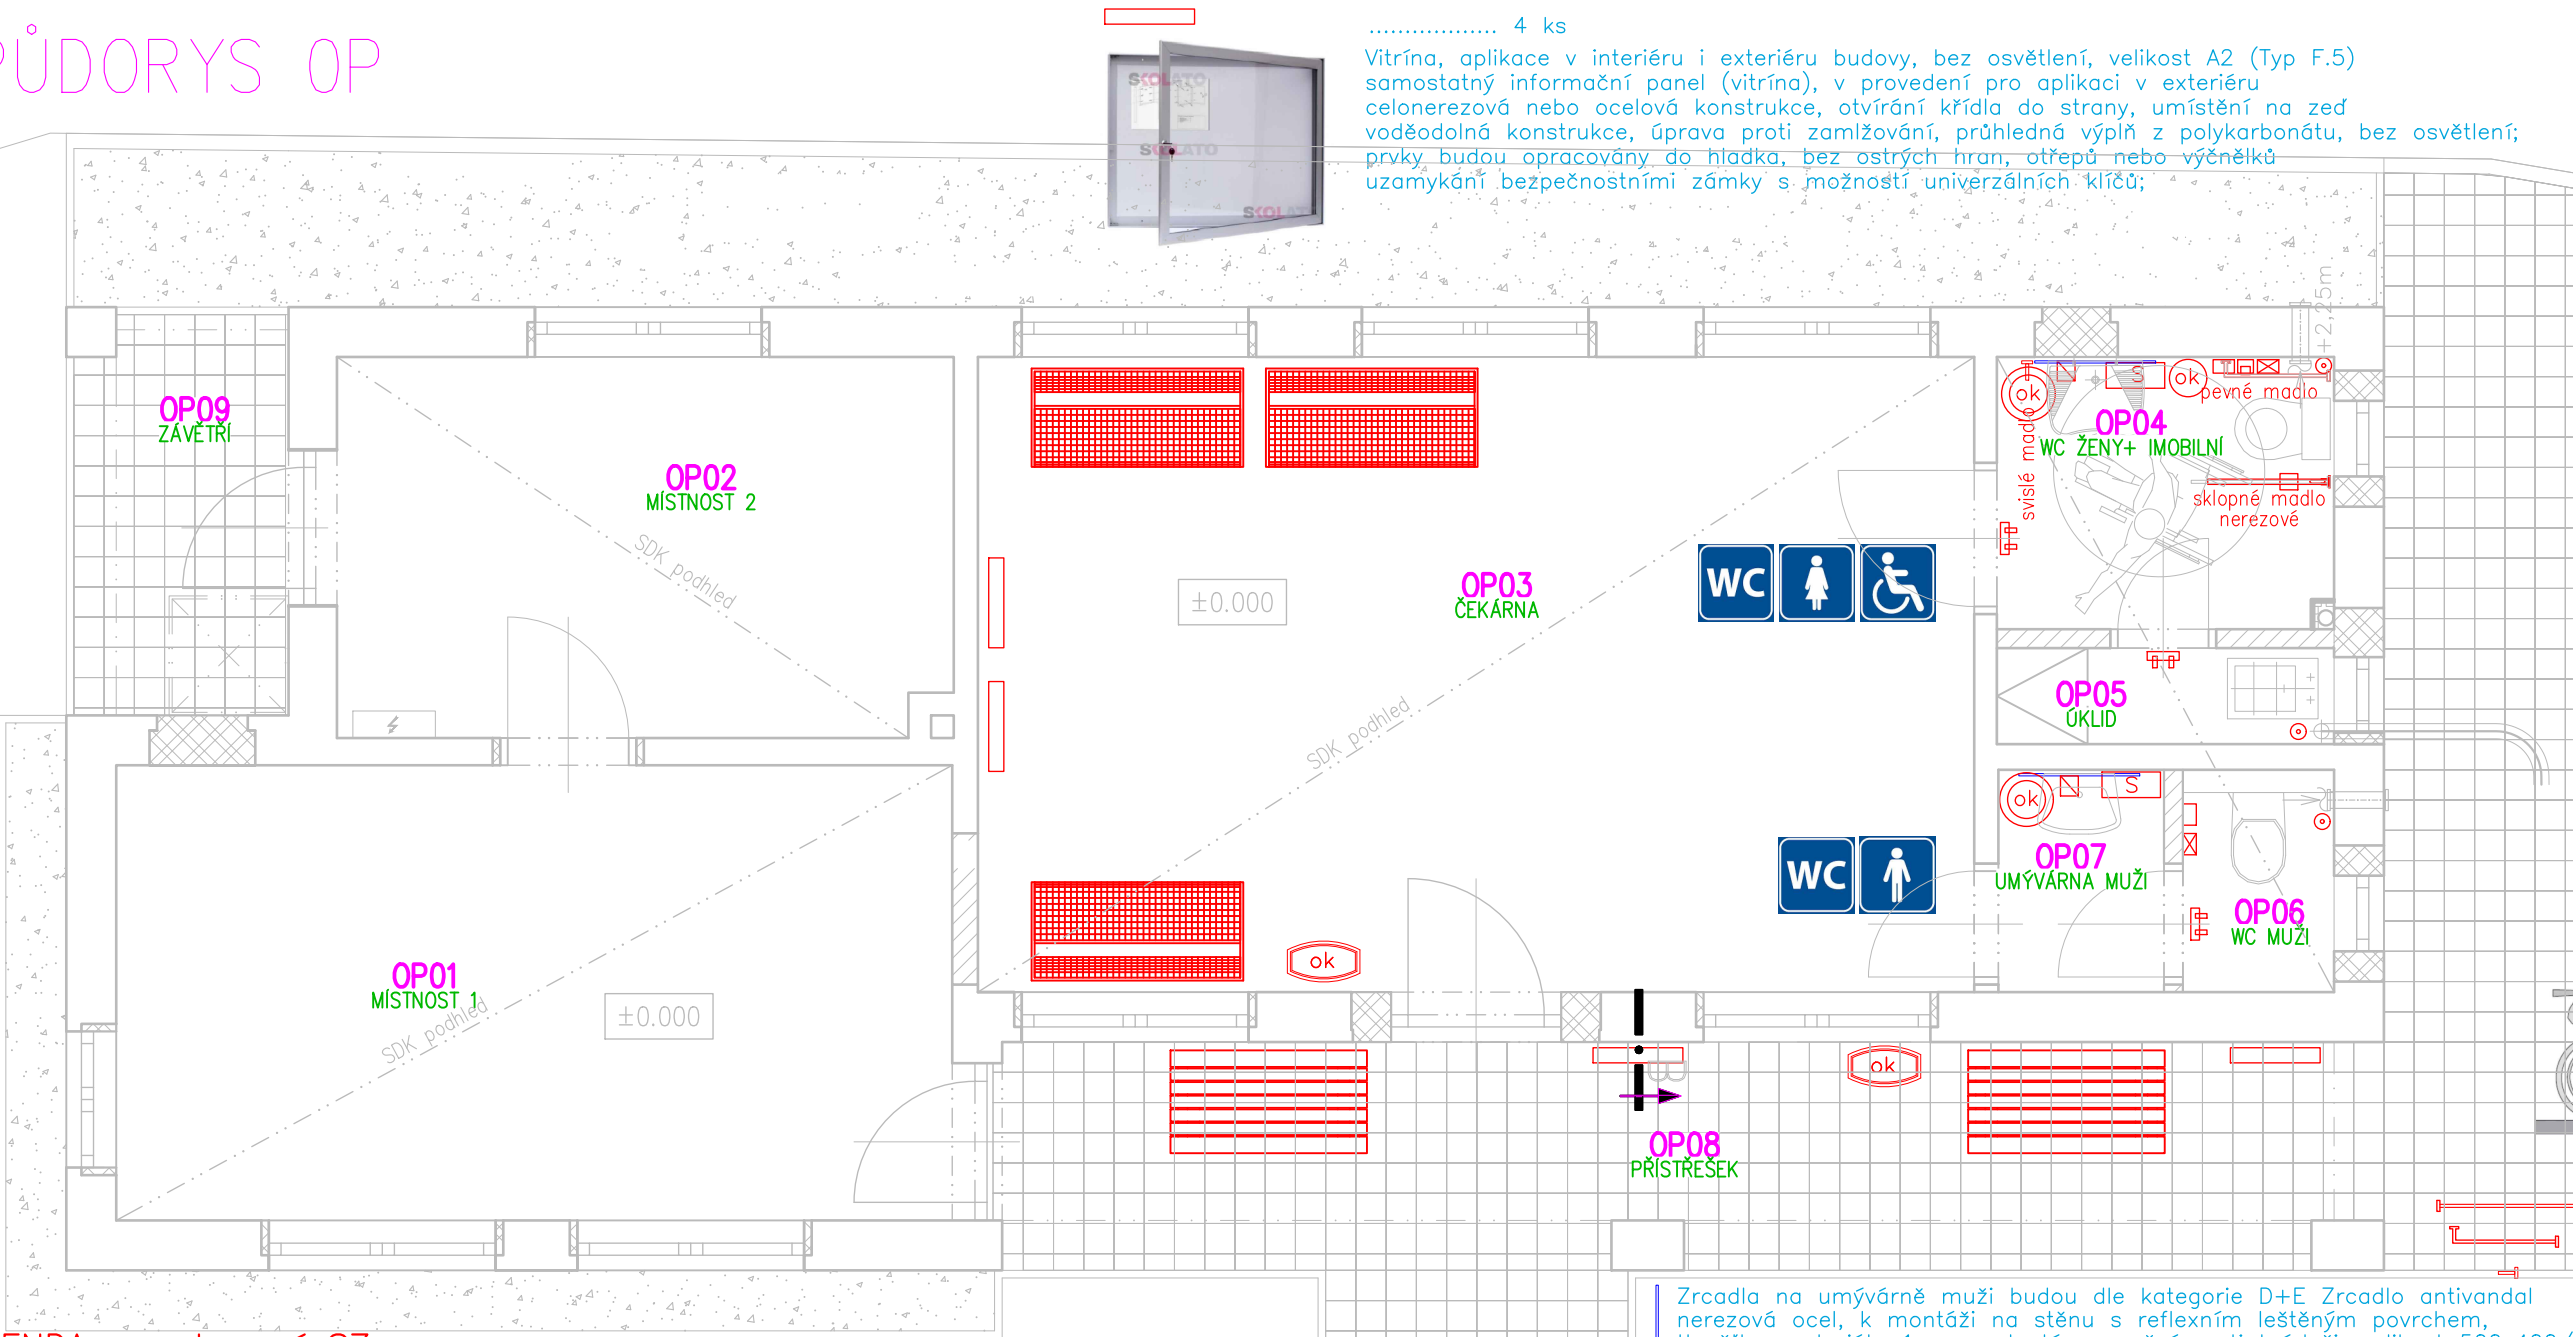 PŮDORYS OP
.................. 4 ks
Vitrína, aplikace v interiéru i exteriéru budovy, bez osvětlení, velikost A2 (Typ F.5)
samostatný informační panel (vitrína), v provedení pro aplikaci v exteriéru
celonerezová nebo ocelová konstrukce, otvírání křídla do strany, umístění na zeď
voděodolná konstrukce, úprava proti zamlžování, průhledná výplň z polykarbonátu, bez osvětlení;
prvky budou opracovány do hladka, bez ostrých hran, otřepů nebo výčnělků
uzamykání bezpečnostními zámky s možností univerzálních klíčů;
SKOLATO
SKOLATO
SKOLATO
+2,25m
OP09
ZÁVĚTŘÍ
OP02
MÍSTNOST 2
SDK podhled
OP03
ČEKÁRNA
±0.000
SDK podhled
WC
ok
S
ok
pevné madlo
OP04
WC ŽENY+ IMOBILNÍ
svislé madlo
sklopné madlo
nerezové
OP05
ÚKLID
ok
S
OP07
UMÝVÁRNA MUŽI
WC
OP06
WC MUŽI
ok
OP01
MÍSTNOST 1
±0.000
SDK podhled
B
ok
OP08
PŘÍSTŘEŠEK
Zrcadla na umývárně muži budou dle kategorie D+E Zrcadlo antivandal
nerezová ocel, k montáži na stěnu s reflexním leštěným povrchem,